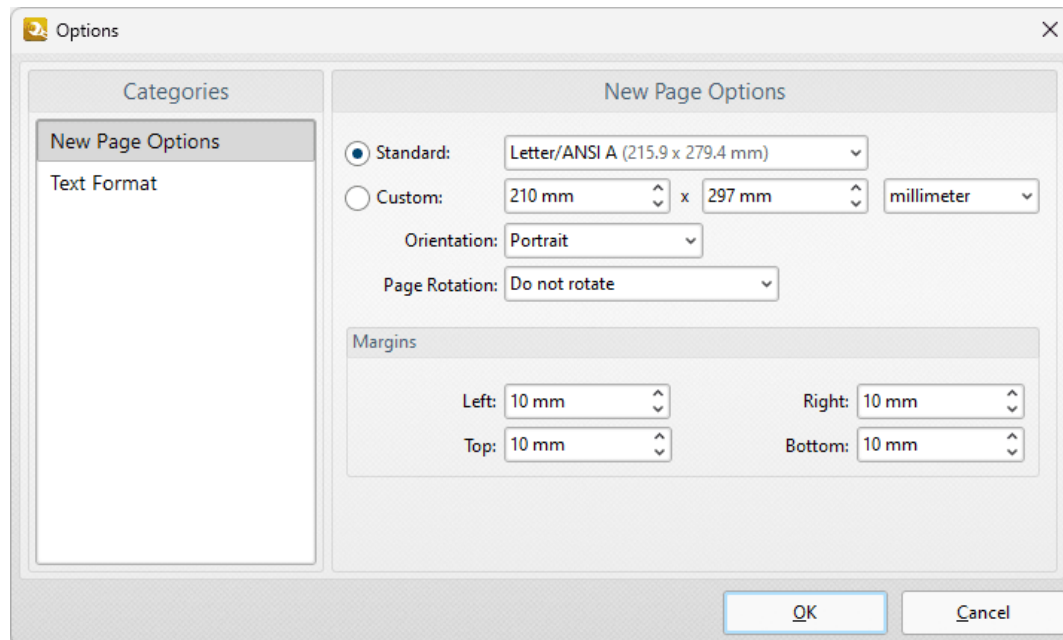 Options
Categories
New Page Options
Text Format
New Page Options
Standard: Letter/ANSI A (215.9 x 279.4 mm)
Custom: 210 mm x 297 mm millimeter
Orientation: Portrait
Page Rotation: Do not rotate
Margins
Left: 10 mm Right: 10 mm
Top: 10 mm Bottom: 10 mm
OK Cancel